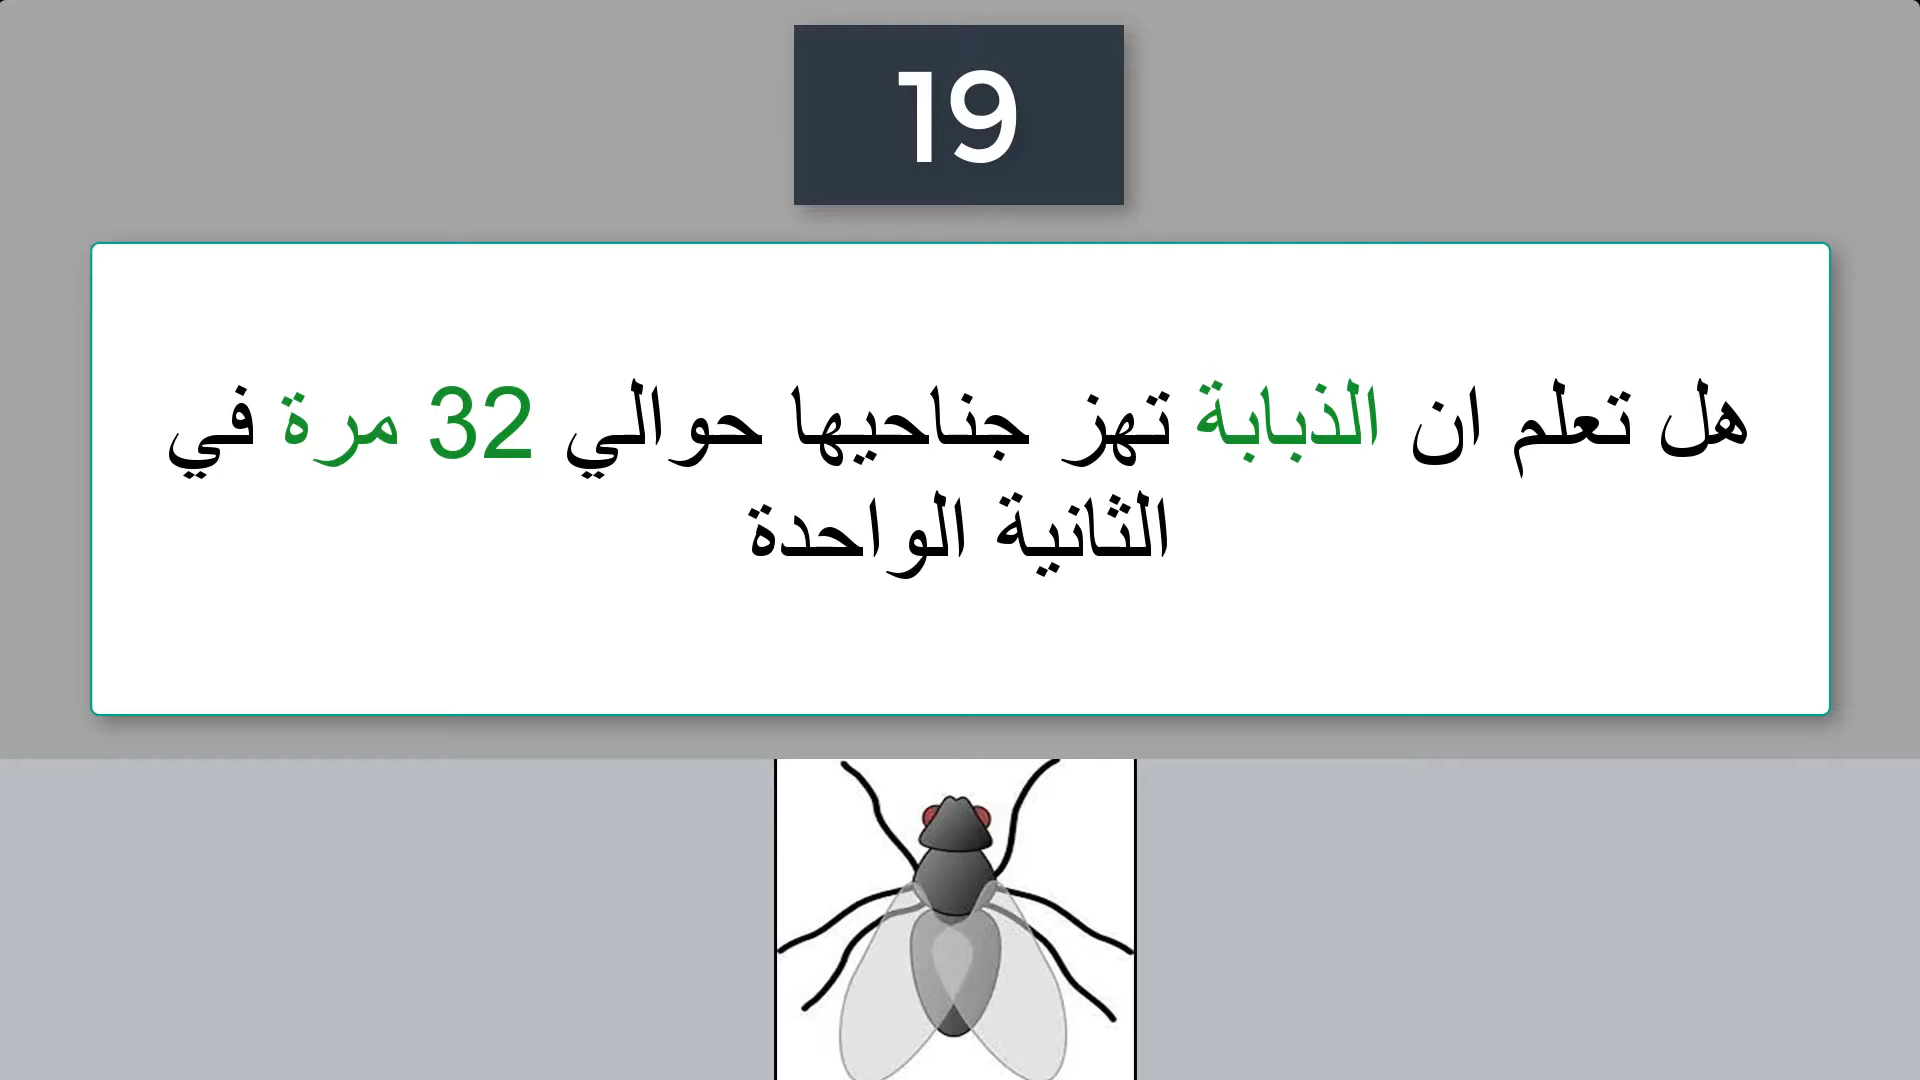 19
هل تعلم ان الذبابة تهز جناحيها حوالي 32 مرة في
الثانية الواحدة